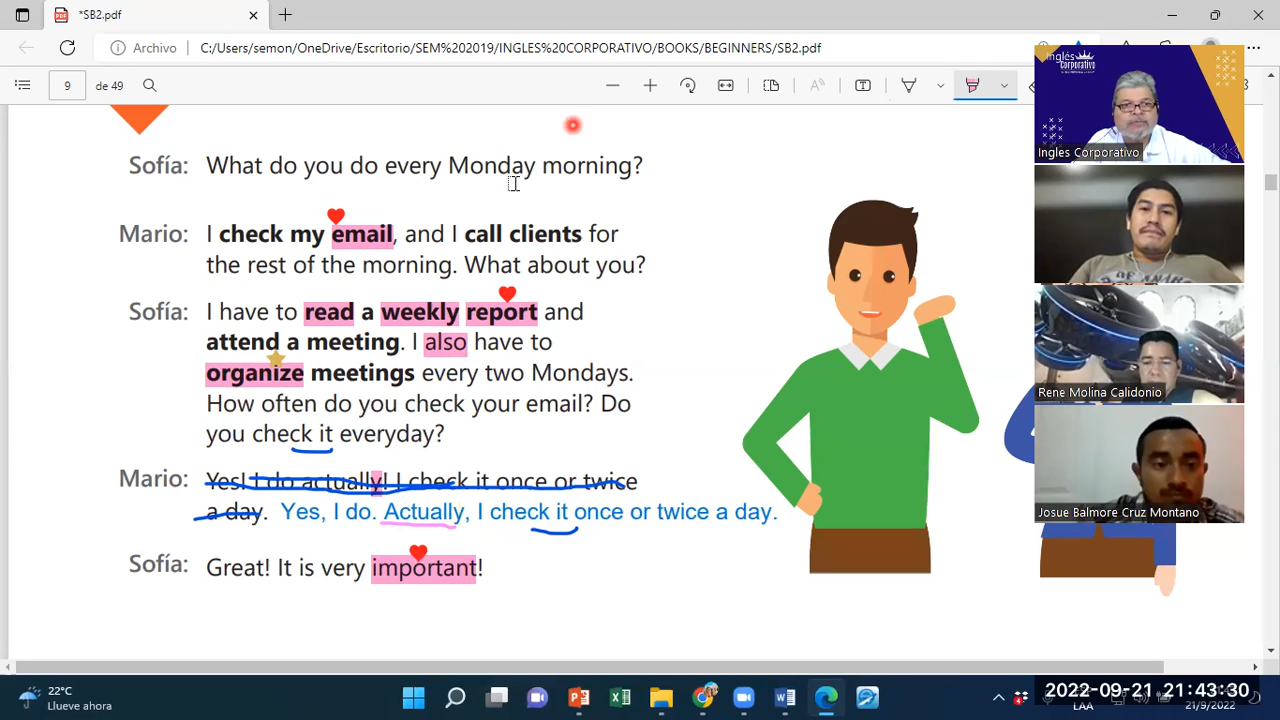 *SB2.pdf
Archivo
C:/Users/semon/OneDrive/Escritorio/SEM%202019/INGLES%20CORPORATIVO/BOOKS/BEGINNERS/SB2.pdf
9 de 49
Sofía: What do you do every Monday morning?
Mario: I check my email, and I call clients for
the rest of the morning. What about you?
Sofía: I have to read a weekly report and
attend a meeting. I also have to
organize meetings every two Mondays.
How often do you check your email? Do
you check it everyday?
Mario: Yes! I do actually! I check it once or twice
a day. Yes, I do. Actually, I check it once or twice a day.
Sofía: Great! It is very important!
Inglés
Corporativo
Ingles Corporativo
Rene Molina Calidonio
Josue Balmore Cruz Montano
22°C
Llueve ahora
LAA
2022-09-21 21:43:30
21/9/2022